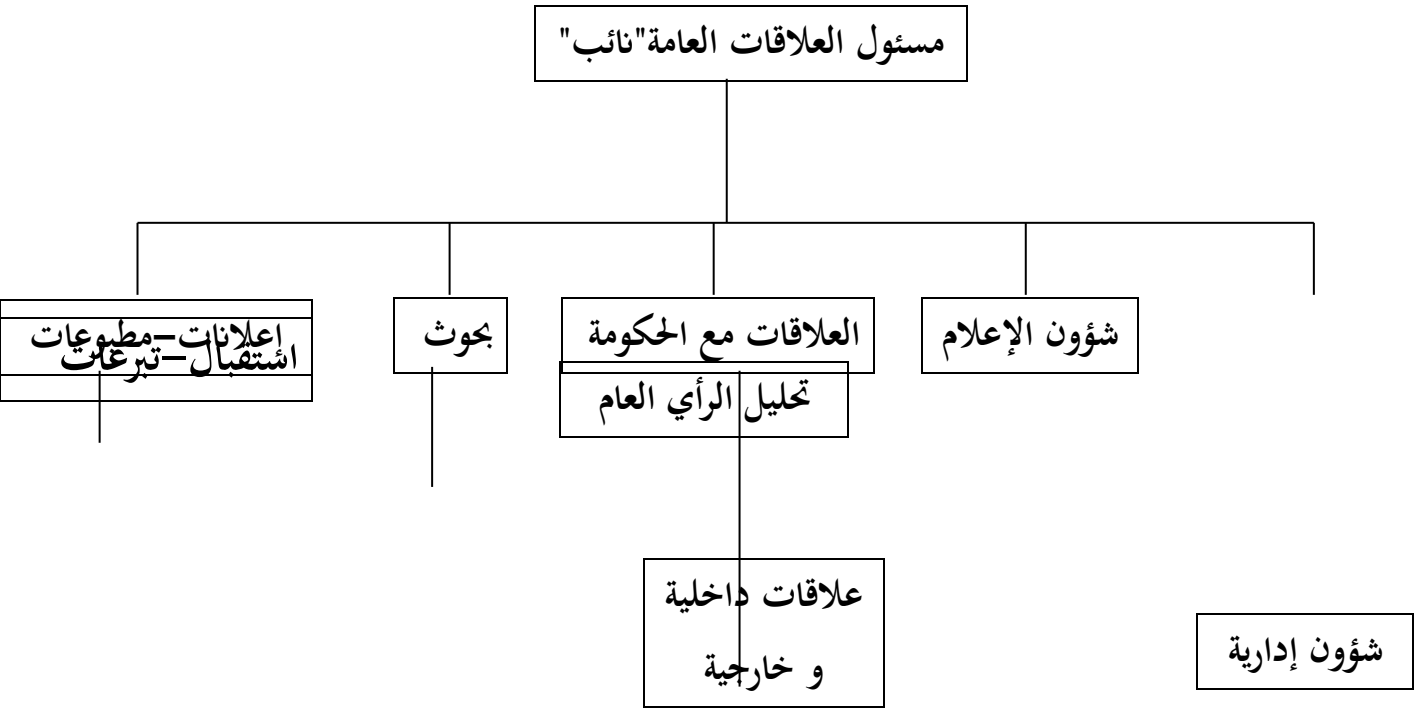 مسئول العلاقات العامة"نائب"
شؤون الإعلام
العلاقات مع الحكومة
بحوث
إعلانات–مطبوعات
استقبال–تبرعات
تحليل الرأي العام
علاقات داخلية
و خارجية
شؤون إدارية